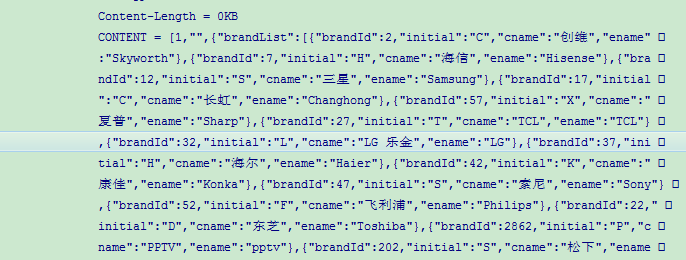 Content-Length = 0KB
CONTENT = [1,"",{"brandList":[{"brandId":2,"initial":"C","cname":"创维","ename"
:"Skyworth"},{"brandId":7,"initial":"H","cname":"海信","ename":"Hisense"},{"bra
ndId":12,"initial":"S","cname":"三星","ename":"Samsung"},{"brandId":17,"initial
":"C","cname":"长虹","ename":"Changhong"},{"brandId":57,"initial":"X","cname":"
夏普","ename":"Sharp"},{"brandId":27,"initial":"T","cname":"TCL","ename":"TCL"}
,{"brandId":32,"initial":"L","cname":"LG 乐金","ename":"LG"},{"brandId":37,"ini
tial":"H","cname":"海尔","ename":"Haier"},{"brandId":42,"initial":"K","cname":"
康佳","ename":"Konka"},{"brandId":47,"initial":"S","cname":"索尼","ename":"Sony"}
,{"brandId":52,"initial":"F","cname":"飞利浦","ename":"Philips"},{"brandId":22,"
initial":"D","cname":"东芝","ename":"Toshiba"},{"brandId":2862,"initial":"P","c
name":"PPTV","ename":"pptv"},{"brandId":202,"initial":"S","cname":"松下","ename